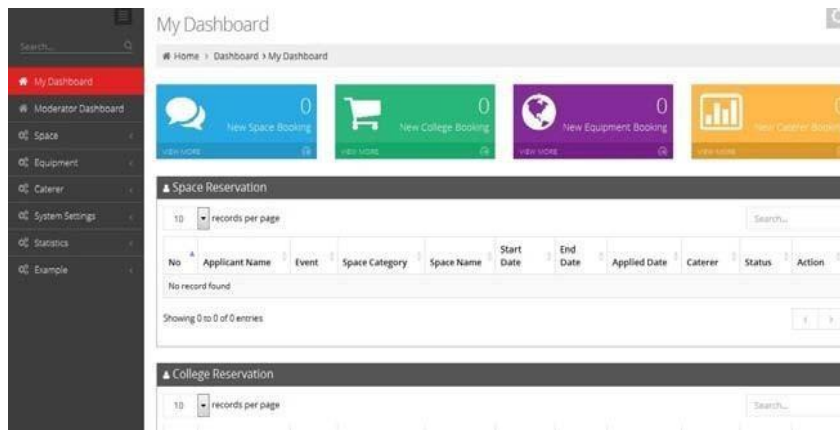 My Dashboard
Search...
Home > Dashboard > My Dashboard
My Dashboard
Moderator Dashboard
Space
Equipment
Caterer
System Settings
Statistics
Example
0
New Space Booking
VIEW MORE
0
New College Booking
VIEW MORE
0
New Equipment Booking
VIEW MORE
New Caterer
VIEW MORE
Space Reservation
10 records per page
Search...
No Applicant Name Event Space Category Space Name Start Date End Date Applied Date Caterer Status Action
No record found
Showing 0 to 0 of 0 entries
College Reservation
10 records per page
Search...